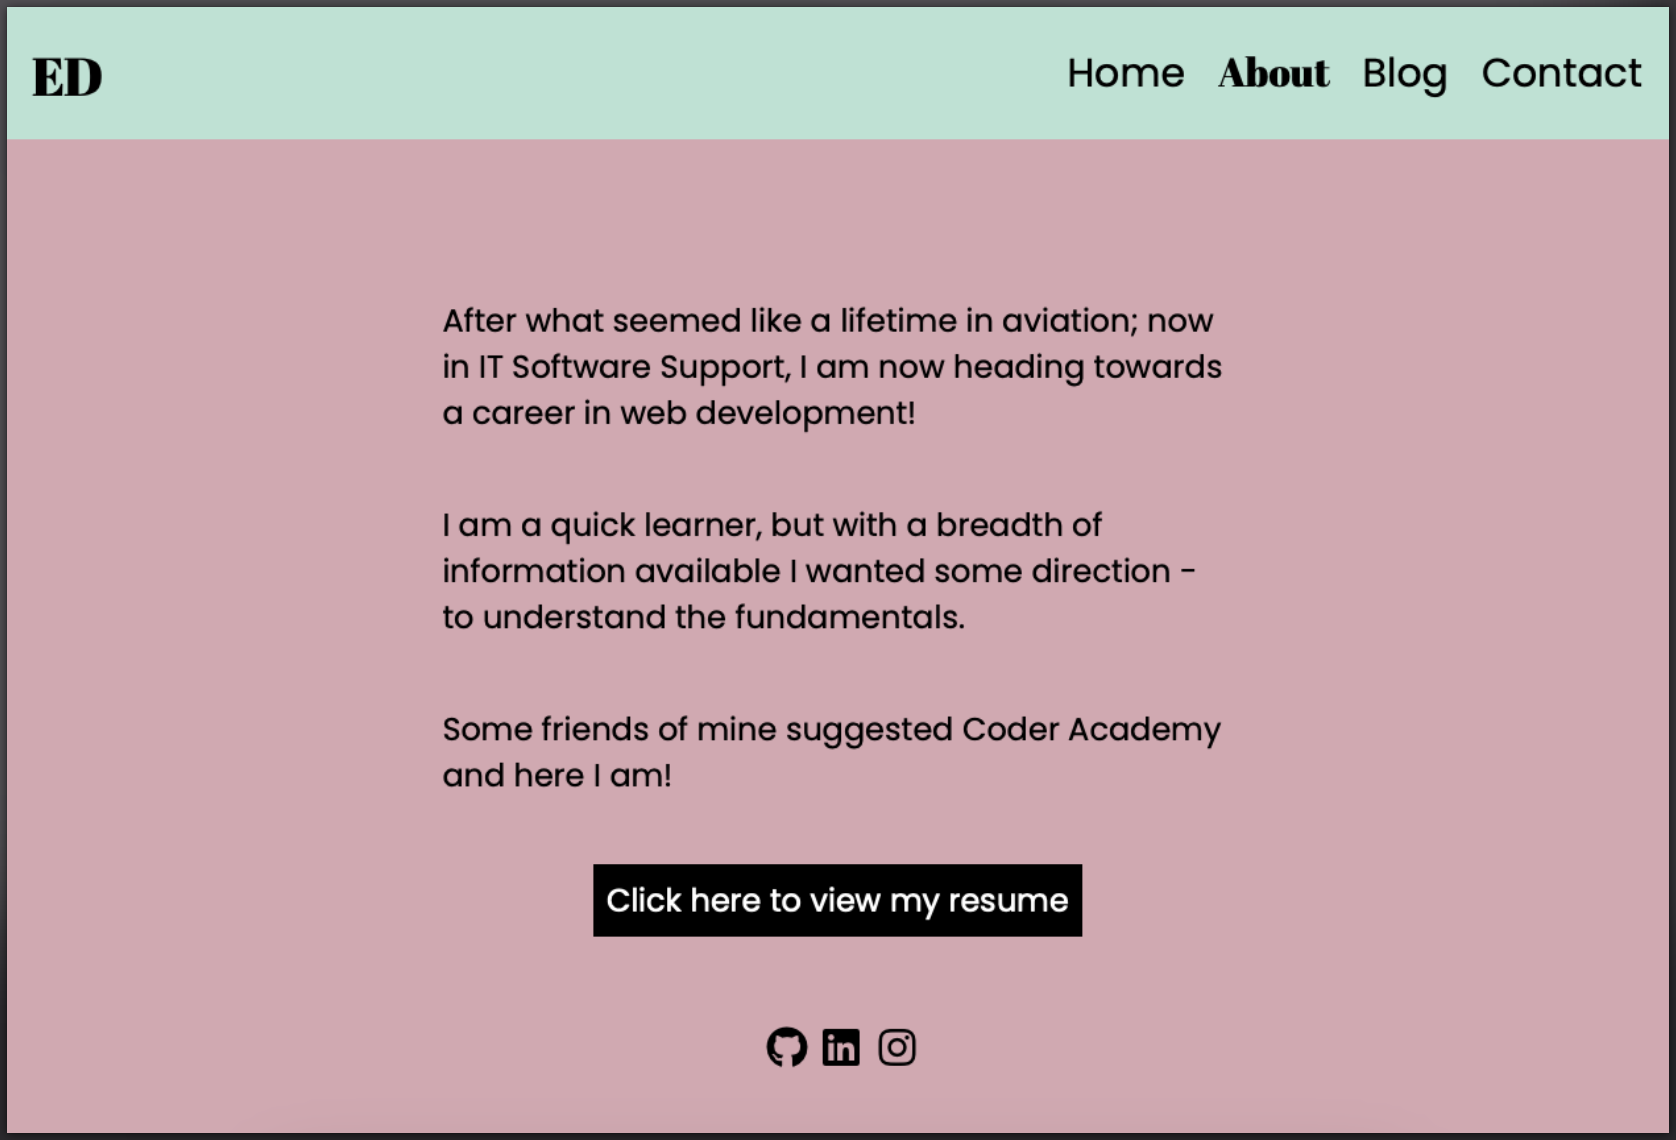 ED
Home About Blog Contact
After what seemed like a lifetime in aviation; now
in IT Software Support, I am now heading towards
a career in web development!
I am a quick learner, but with a breadth of
information available I wanted some direction -
to understand the fundamentals.
Some friends of mine suggested Coder Academy
and here I am!
Click here to view my resume
in